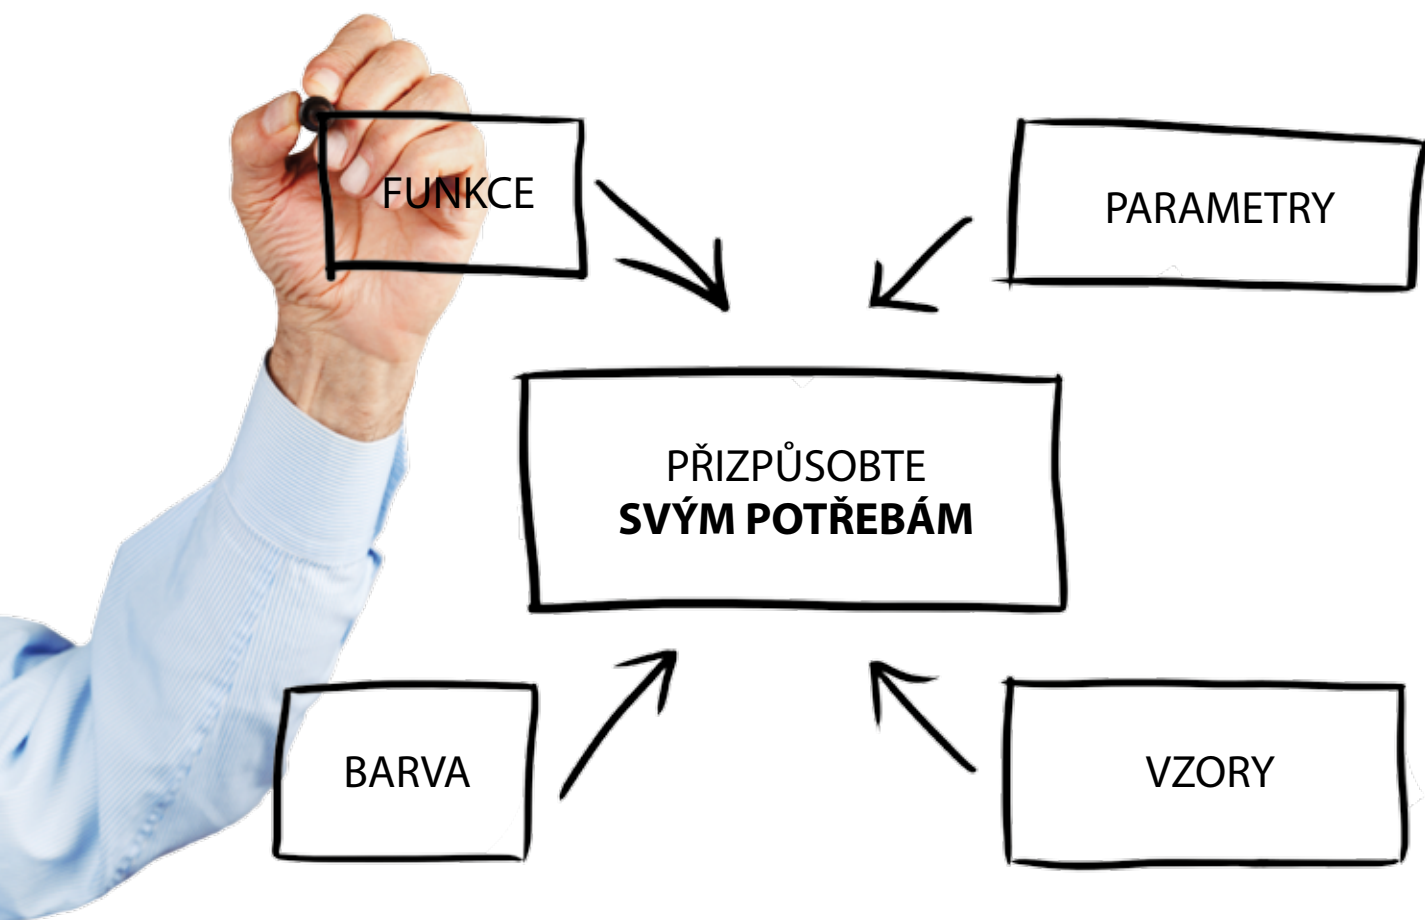 FUNKCE
PARAMETRY
PŘIZPŮSOBTE
SVÝM POTŘEBÁM
BARVA
VZORY